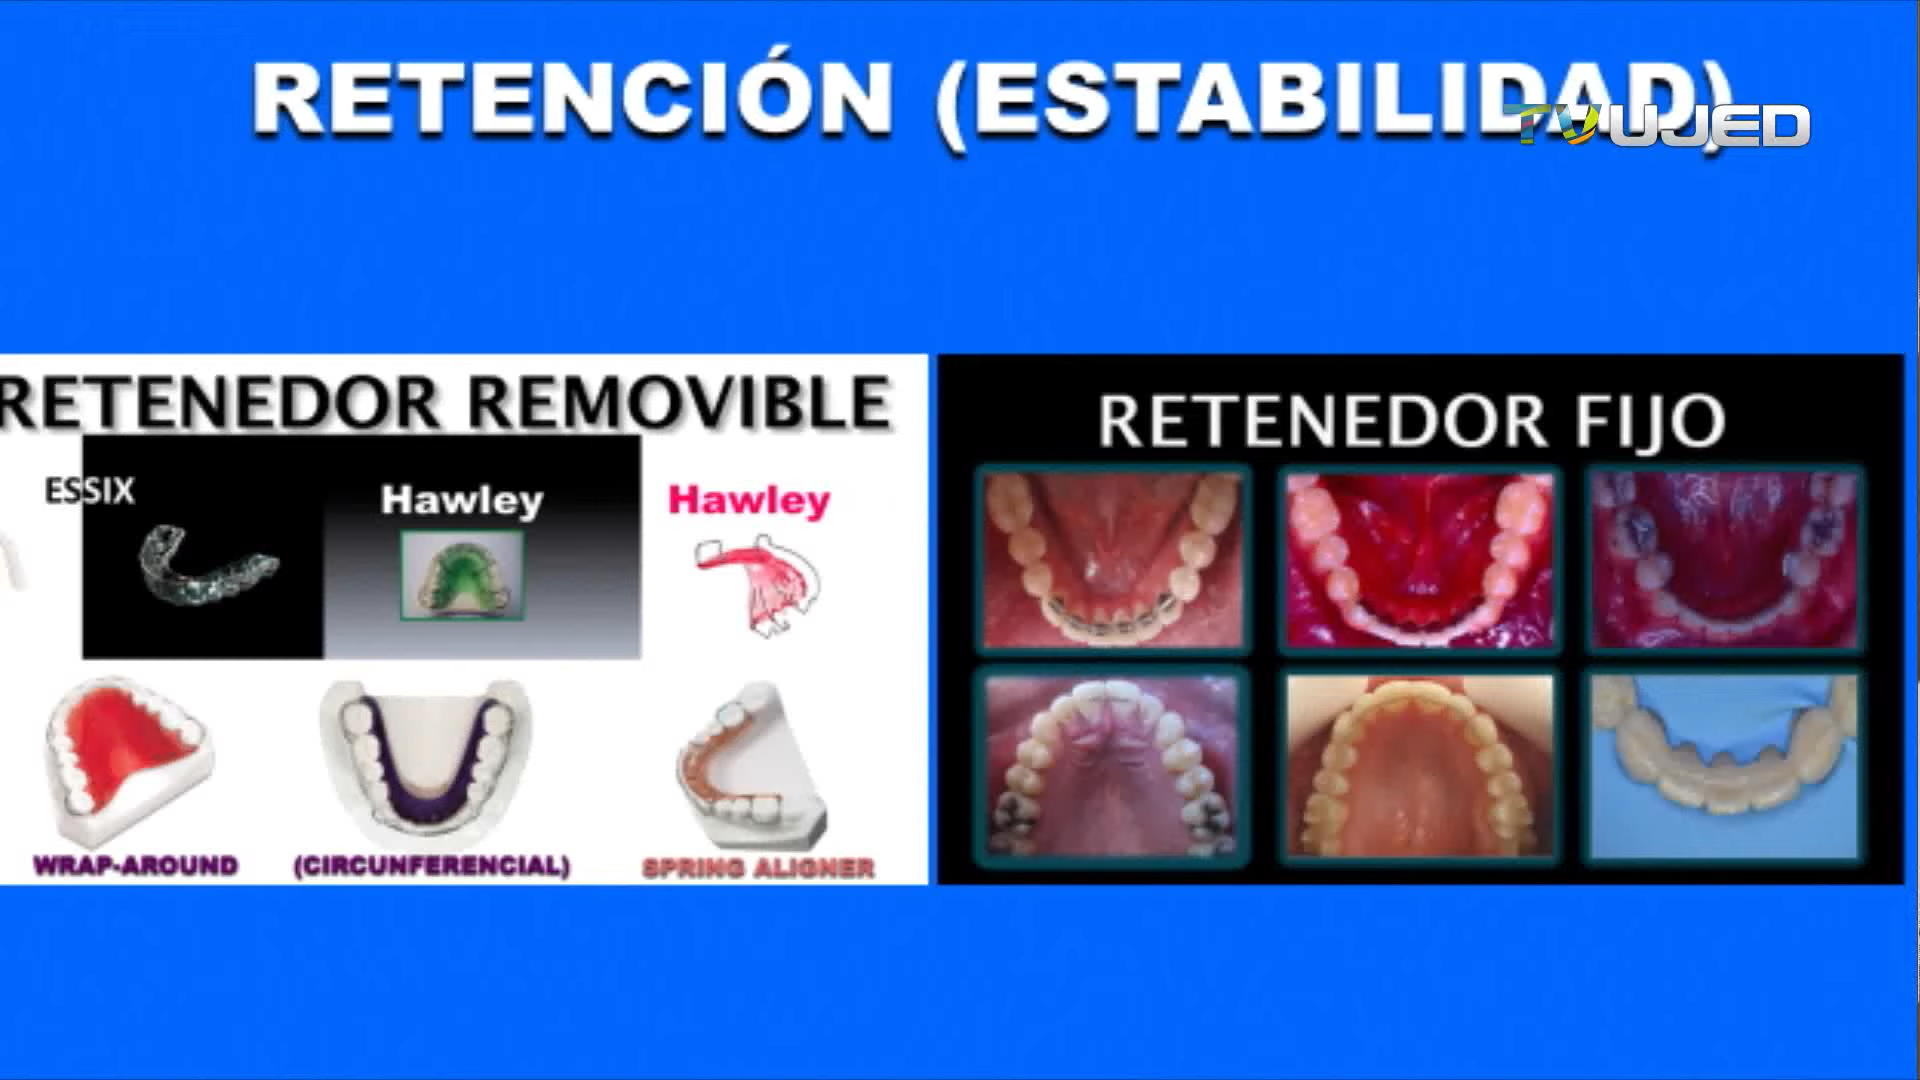 RETENCIÓN (ESTABILIDAD)
TVUJED
RETENEDOR REMOVIBLE
ESSIX
Hawley
Hawley
WRAP-AROUND
(CIRCUNFERENCIAL)
SPRING ALIGNER
RETENEDOR FIJO